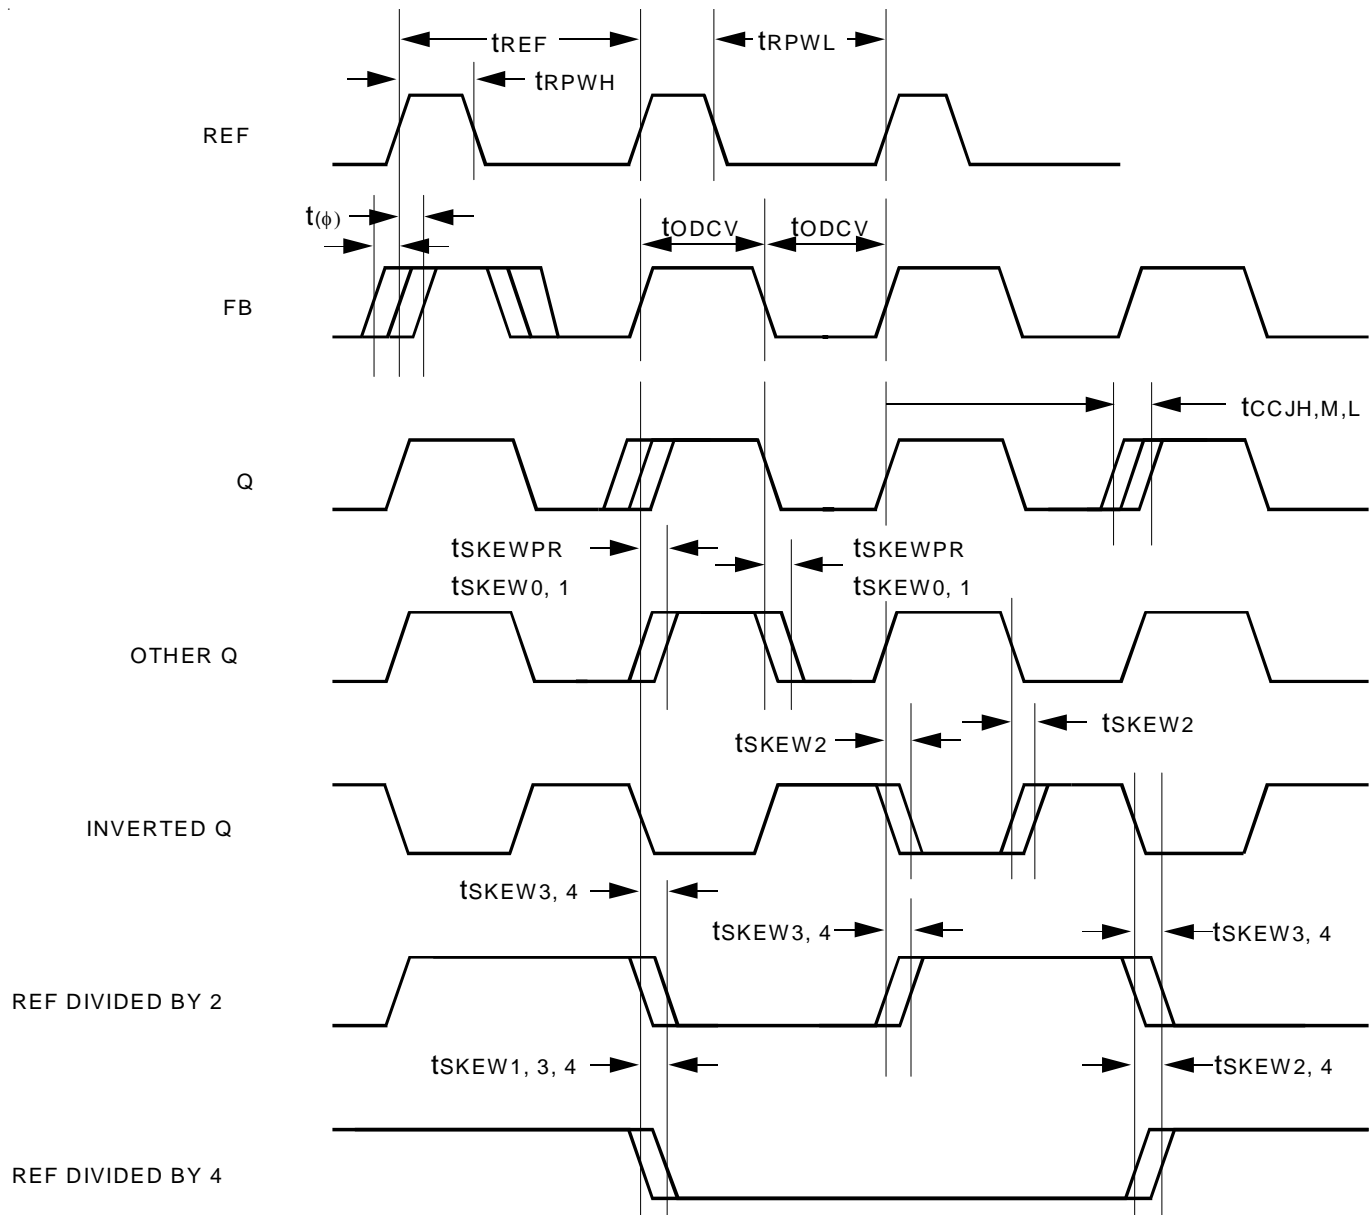 tREF
tRPWL
tRPWH
REF
t(ϕ)
tODCV
tODCV
FB
tCCJH,M,L
Q
tSKEWPR
tSKEW0, 1
tSKEWPR
tSKEW0, 1
OTHER Q
tSKEW2
tSKEW2
INVERTED Q
tSKEW3, 4
tSKEW3, 4
tSKEW3, 4
REF DIVIDED BY 2
tSKEW1, 3, 4
tSKEW2, 4
REF DIVIDED BY 4